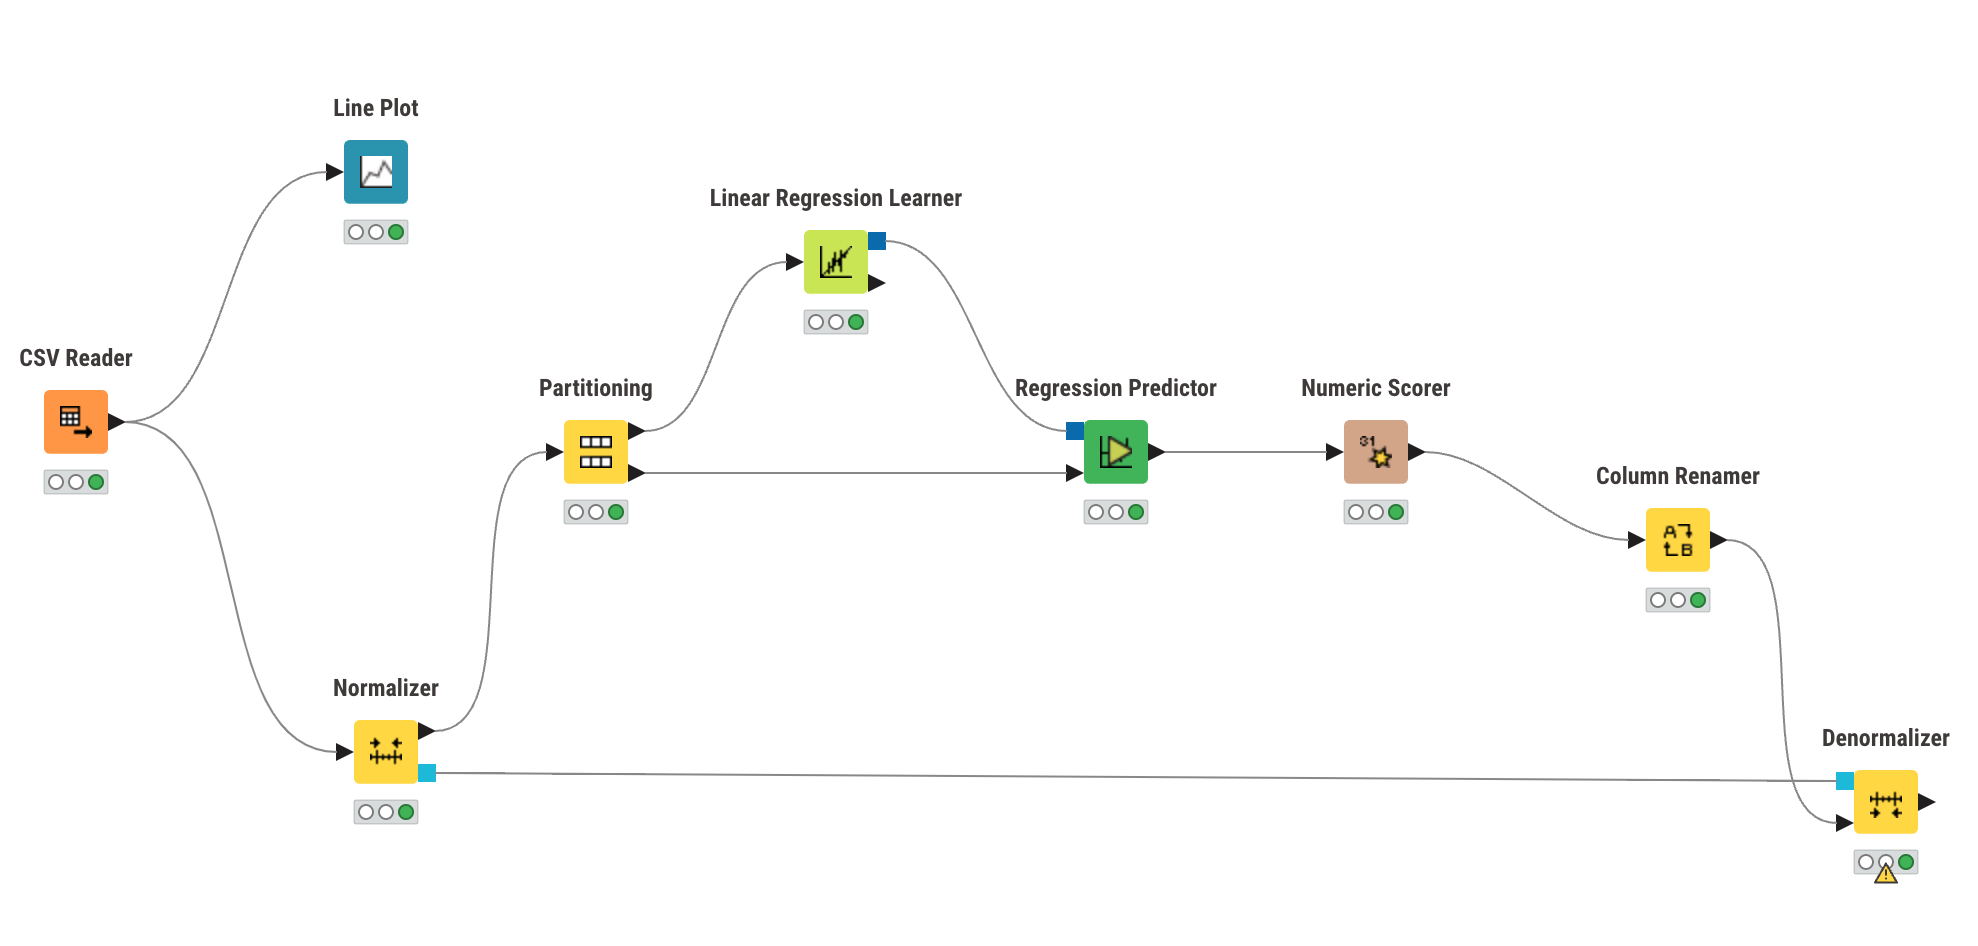 Line Plot
Linear Regression Learner
CSV Reader
Partitioning
Regression Predictor
Numeric Scorer
Column Renamer
Normalizer
Denormalizer